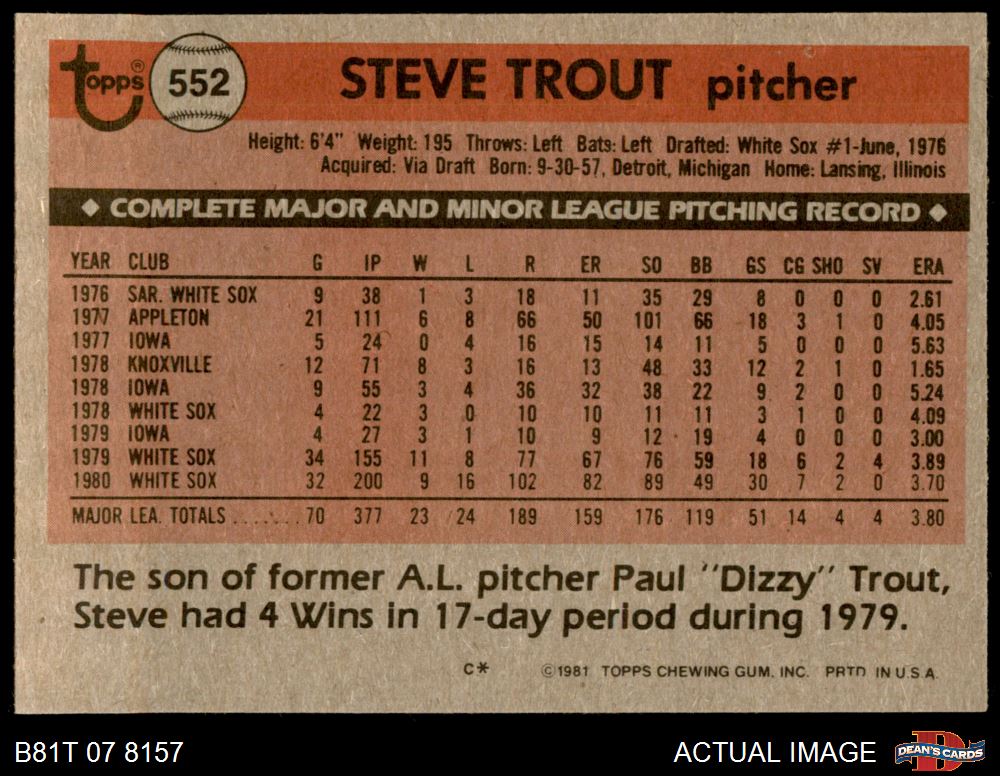 Topps® 552 STEVE TROUT pitcher
Height: 6'4" Weight: 195 Throws: Left Bats: Left Drafted: White Sox #1-June, 1976
Acquired: Via Draft Born: 9-30-57, Detroit, Michigan Home: Lansing, Illinois
◆ COMPLETE MAJOR AND MINOR LEAGUE PITCHING RECORD ◆
YEAR CLUB G IP W L R ER SO BB GS CG SHO SV ERA
1976 SAR. WHITE SOX 9 38 1 3 18 11 35 29 8 0 0 0 2.61
1977 APPLETON 21 111 6 8 66 50 101 66 18 3 1 0 4.05
1977 IOWA 5 24 0 4 16 15 14 11 5 0 0 0 5.63
1978 KNOXVILLE 12 71 8 3 16 13 48 33 12 2 1 0 1.65
1978 IOWA 9 55 3 4 36 32 38 22 9 2 0 0 5.24
1978 WHITE SOX 4 22 3 0 10 10 11 11 3 1 0 0 4.09
1979 IOWA 4 27 3 1 10 9 12 19 4 0 0 0 3.00
1979 WHITE SOX 34 155 11 8 77 67 76 59 18 6 2 4 3.89
1980 WHITE SOX 32 200 9 16 102 82 89 49 30 7 2 0 3.70
MAJOR LEA. TOTALS ....... 70 377 23 24 189 159 176 119 51 14 4 4 3.80
The son of former A.L. pitcher Paul "Dizzy" Trout,
Steve had 4 Wins in 17-day period during 1979.
C* ©1981 TOPPS CHEWING GUM, INC. PRTD IN U.S.A.
B81T 07 8157 ACTUAL IMAGE D DEAN'S CARDS